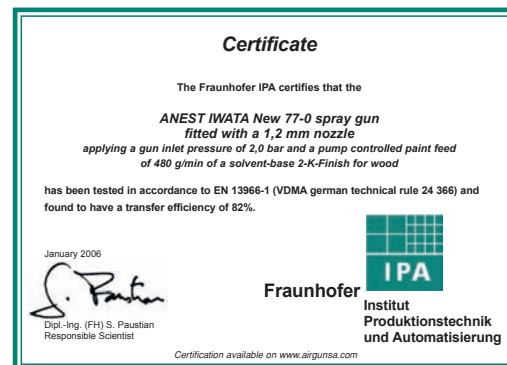 Certificate
The Fraunhofer IPA certifies that the
ANEST IWATA New 77-0 spray gun
fitted with a 1,2 mm nozzle
applying a gun inlet pressure of 2,0 bar and a pump controlled paint feed
of 480 g/min of a solvent-base 2-K-Finish for wood
has been tested in accordance to EN 13966-1 (VDMA german technical rule 24 366) and
found to have a transfer efficiency of 82%.
January 2006
S. Paustian
Dipl.-Ing. (FH) S. Paustian
Responsible Scientist
IPA
Fraunhofer
Institut
Produktionstechnik
und Automatisierung
Certification available on www.airgunsa.com